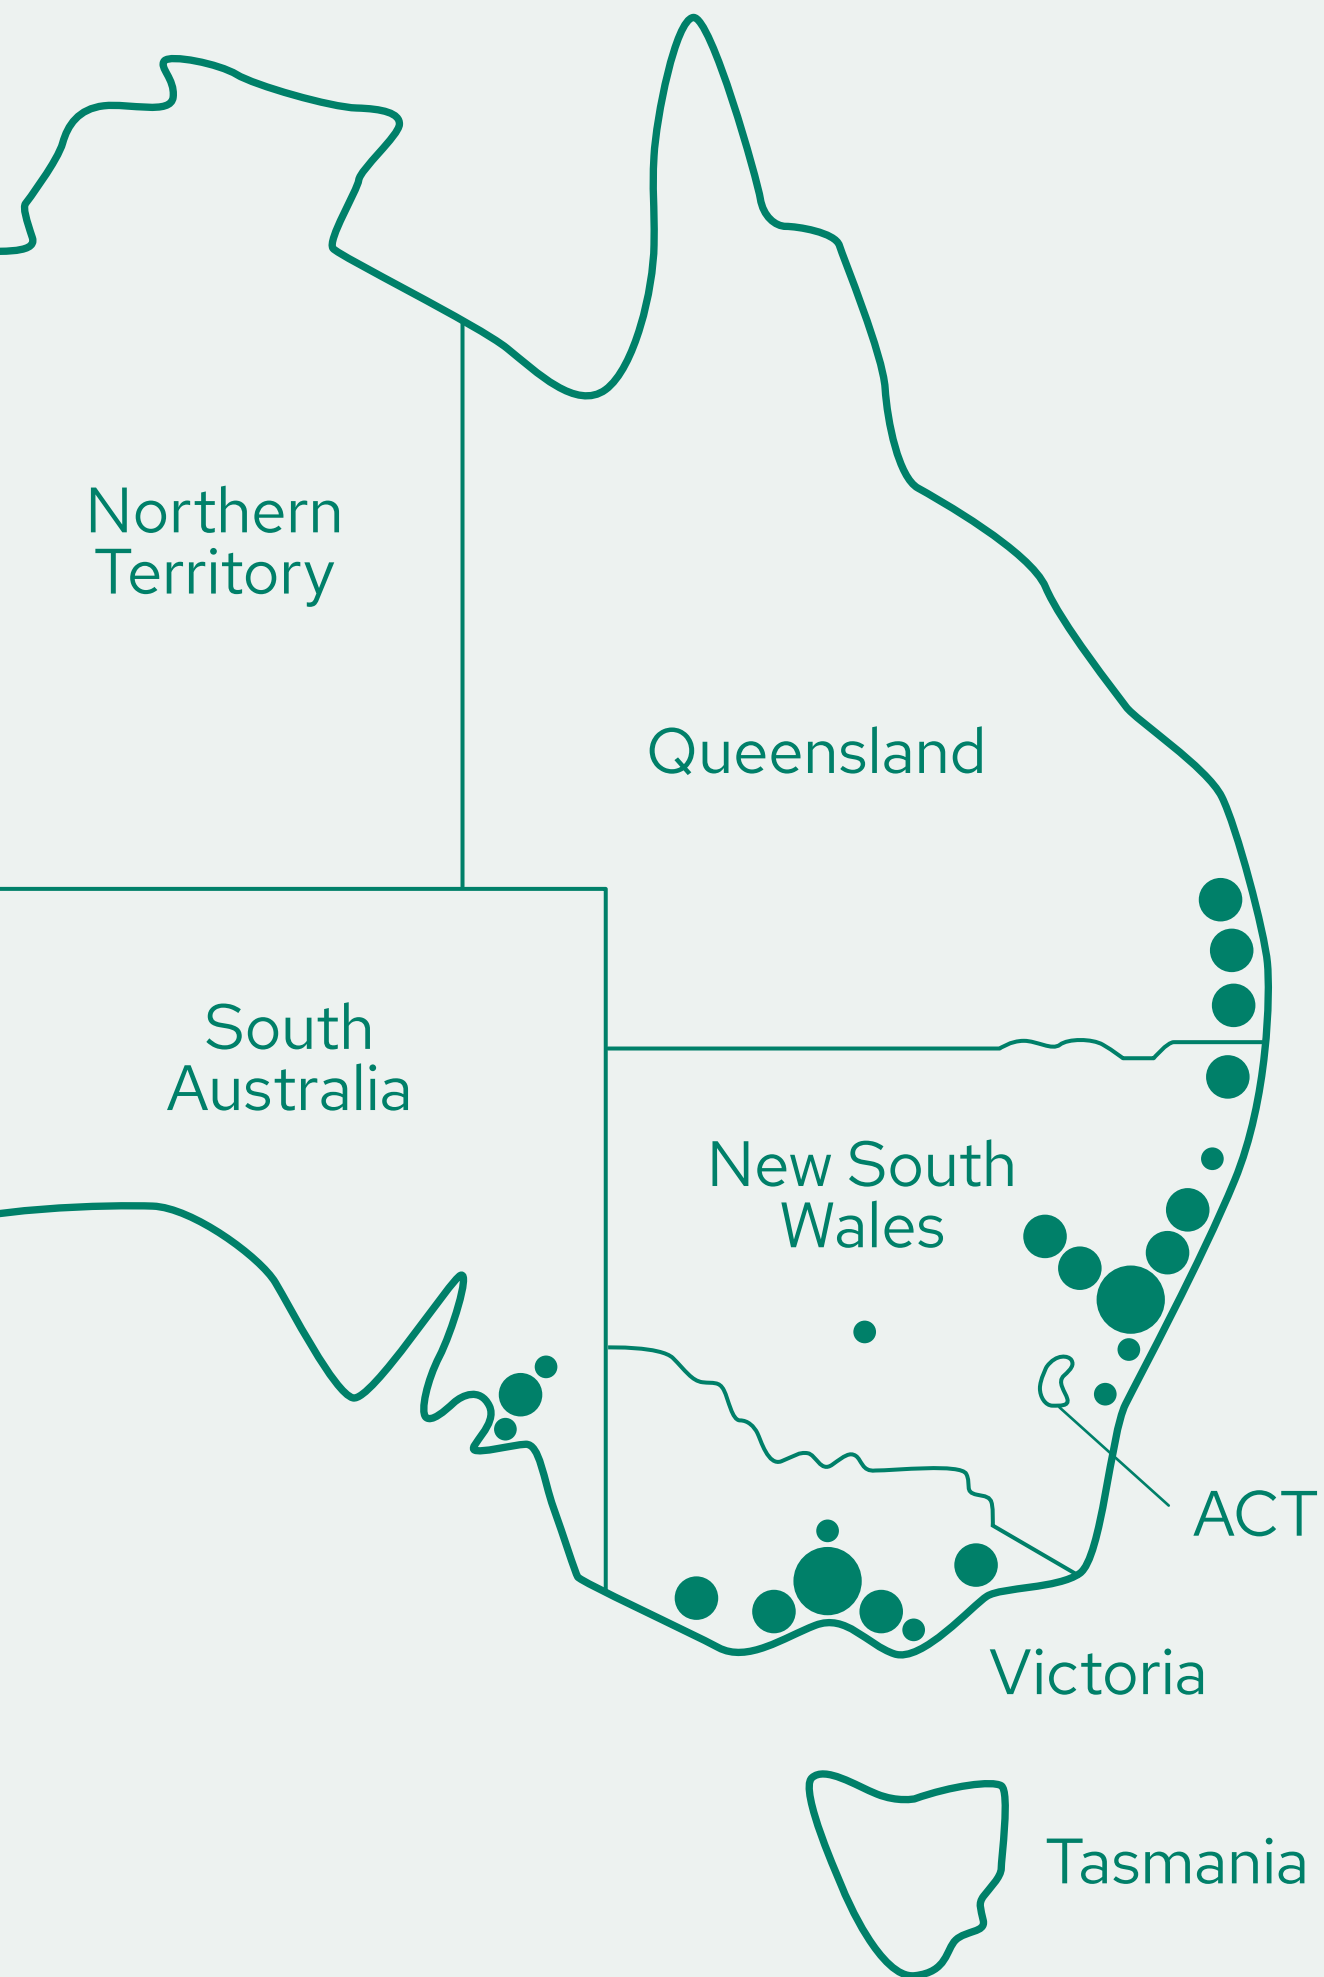 Northern
Territory
Queensland
South
Australia
New South
Wales
ACT
Victoria
Tasmania